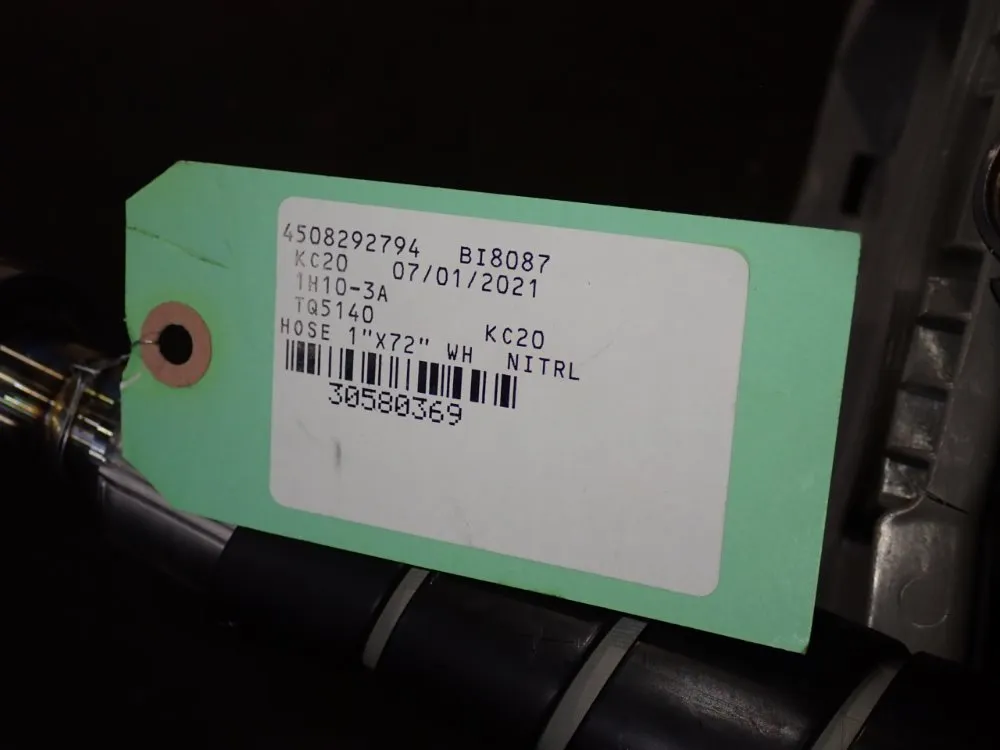 4508292794 BI8087
KC20 07/01/2021
1H10-3A
TQ5140 KC20
HOSE 1"X72" WH NITRL
30580369